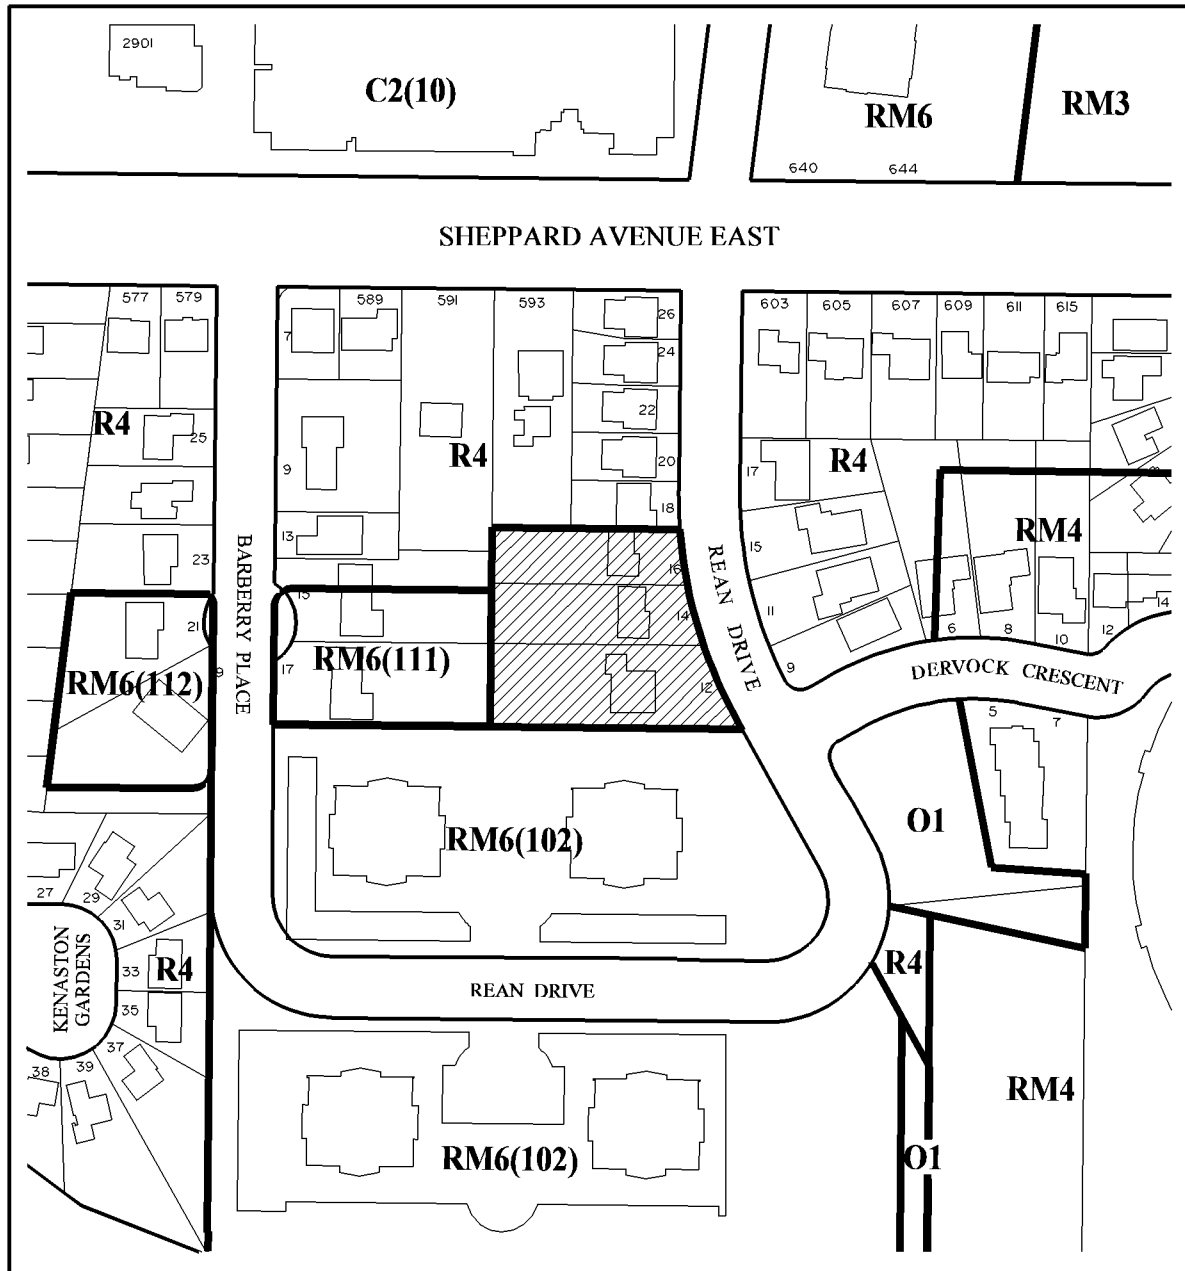 2901
C2(10)
RM6
RM3
640
644
SHEPPARD AVENUE EAST
577
579
589
591
593
26
603
605
607
609
611
615
7
24
22
R4
25
R4
20
R4
9
17
18
13
15
RM4
23
BARBERRY PLACE
REAN DRIVE
16
15
11
14
21
14
6
8
10
12
RM6(112)
9
17
RM6(111)
12
9
DERVOCK CRESCENT
5
7
O1
RM6(102)
27
29
31
KENASTON
GARDENS
33
R4
R4
35
REAN DRIVE
37
38
39
RM4
RM6(102)
O1